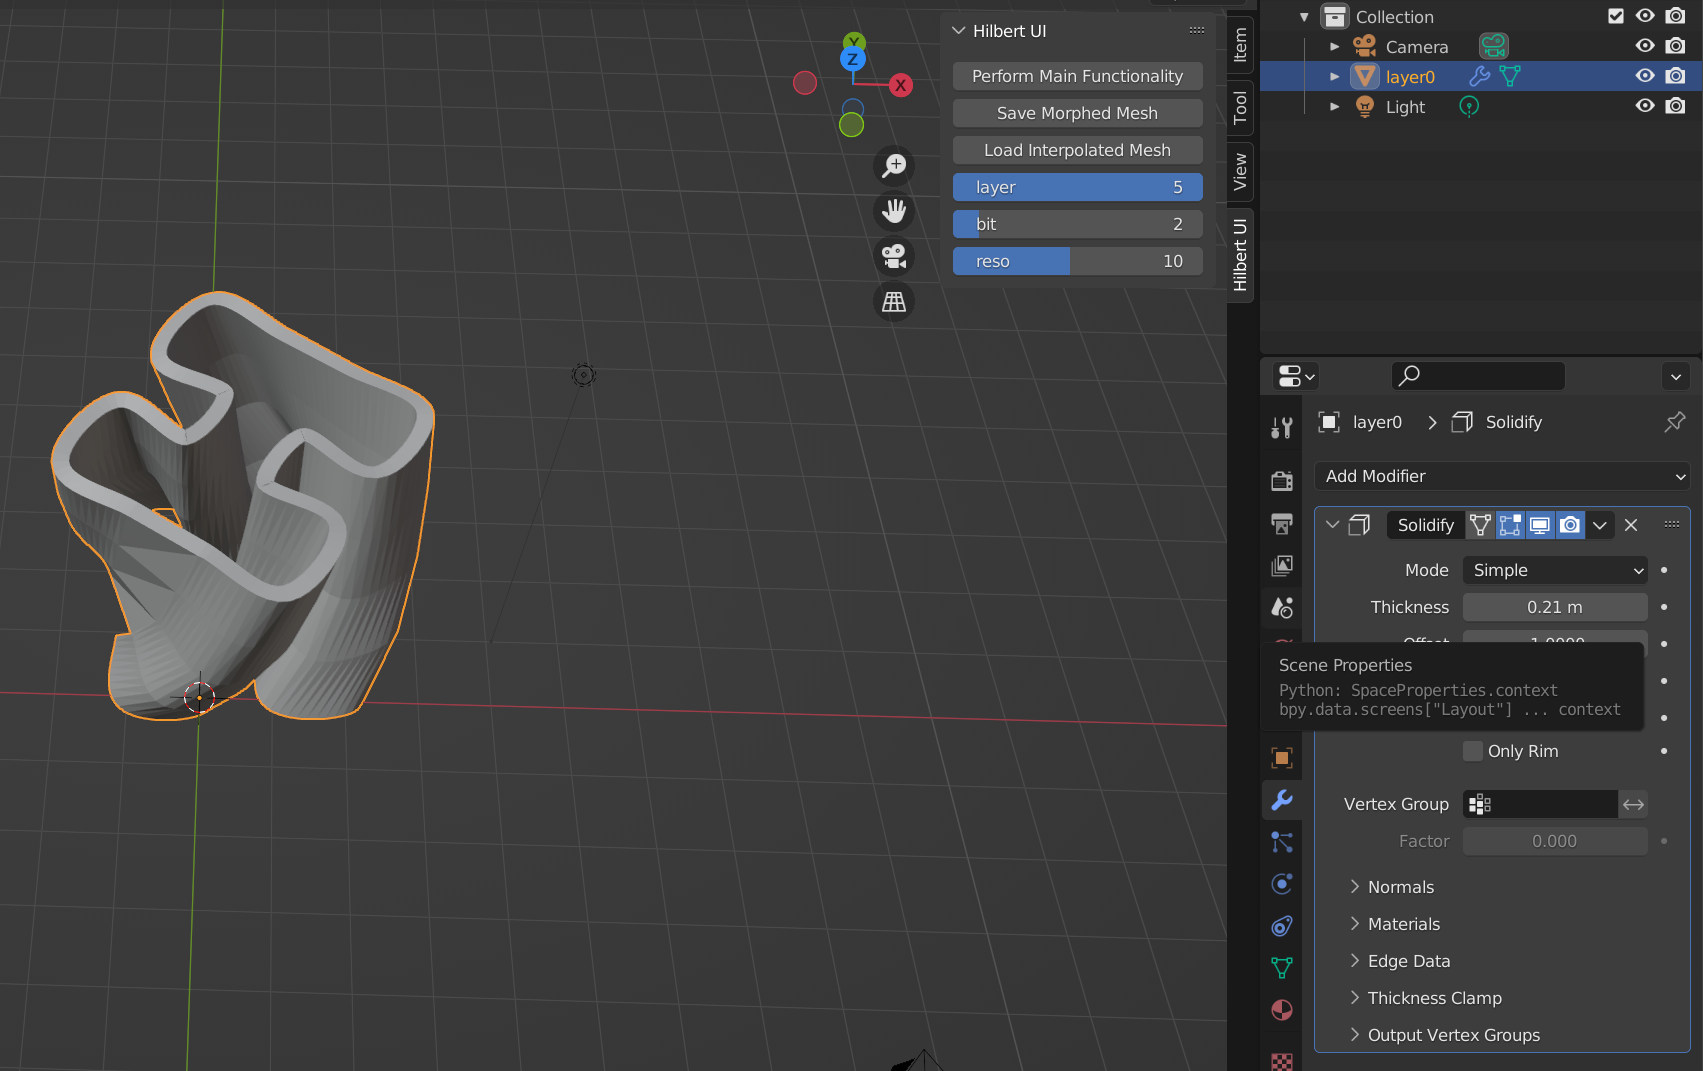 Hilbert UI
Perform Main Functionality
Save Morphed Mesh
Load Interpolated Mesh
layer 5
bit 2
reso 10
Y
Z
X
Item
Tool
View
Hilbert UI
Collection
Camera
layer0
Light
layer0 > Solidify
Add Modifier
Solidify
Mode Simple
Thickness 0.21 m
Scene Properties
Python: SpaceProperties.context
bpy.data.screens["Layout"] ... context
Only Rim
Vertex Group
Factor 0.000
Normals
Materials
Edge Data
Thickness Clamp
Output Vertex Groups